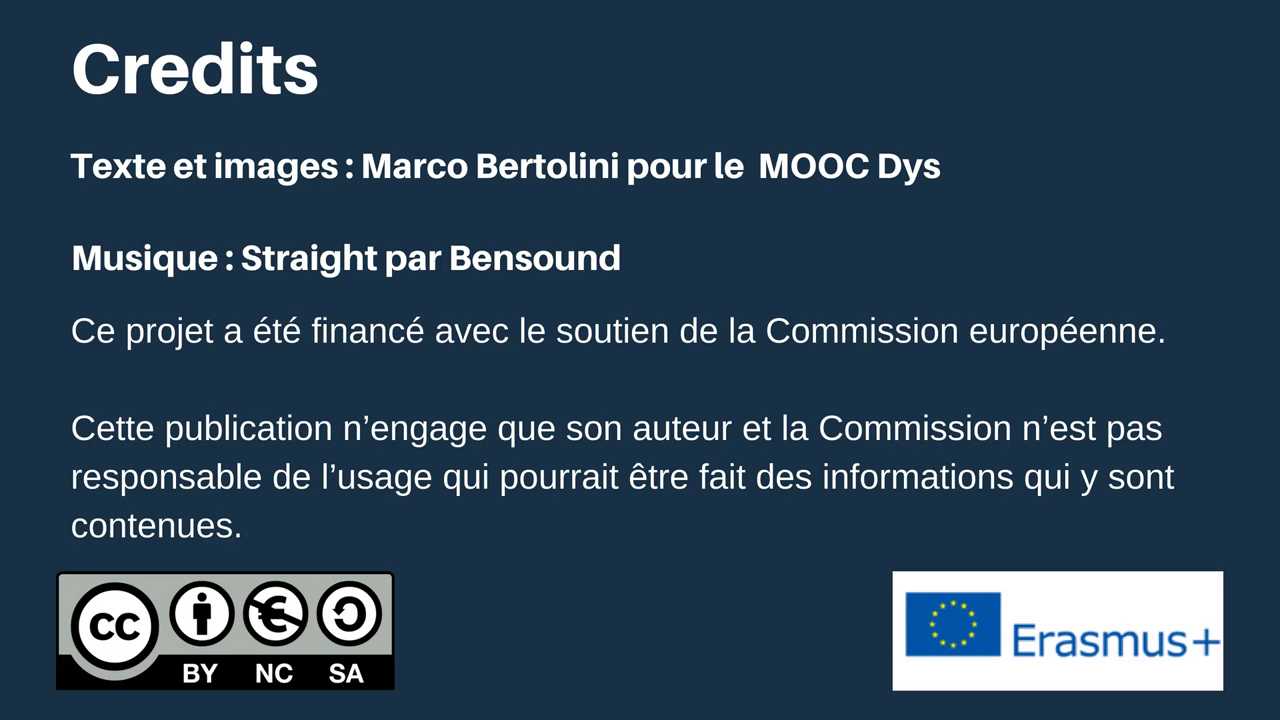 Credits
Texte et images : Marco Bertolini pour le MOOC Dys
Musique : Straight par Bensound
Ce projet a été financé avec le soutien de la Commission européenne.
Cette publication n’engage que son auteur et la Commission n’est pas
responsable de l’usage qui pourrait être fait des informations qui y sont
contenues.
cc
BY NC SA
Erasmus+